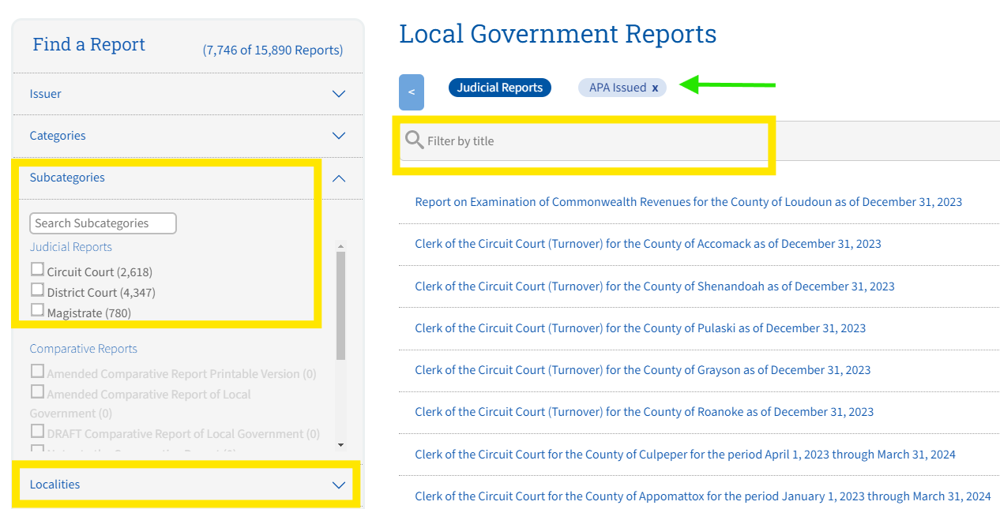 Find a Report
(7,746 of 15,890 Reports)
Issuer
Categories
Subcategories
Search Subcategories
Judicial Reports
Circuit Court (2,618)
District Court (4,347)
Magistrate (780)
Comparative Reports
Amended Comparative Report Printable Version (0)
Amended Comparative Report of Local
Government (0)
DRAFT Comparative Report of Local Government (0)
Localities
Local Government Reports
<
Judicial Reports
APA Issued x
Filter by title
Report on Examination of Commonwealth Revenues for the County of Loudoun as of December 31, 2023
Clerk of the Circuit Court (Turnover) for the County of Accomack as of December 31, 2023
Clerk of the Circuit Court (Turnover) for the County of Shenandoah as of December 31, 2023
Clerk of the Circuit Court (Turnover) for the County of Pulaski as of December 31, 2023
Clerk of the Circuit Court (Turnover) for the County of Grayson as of December 31, 2023
Clerk of the Circuit Court (Turnover) for the County of Roanoke as of December 31, 2023
Clerk of the Circuit Court for the County of Culpeper for the period April 1, 2023 through March 31, 2024
Clerk of the Circuit Court for the County of Appomattox for the period January 1, 2023 through March 31, 2024